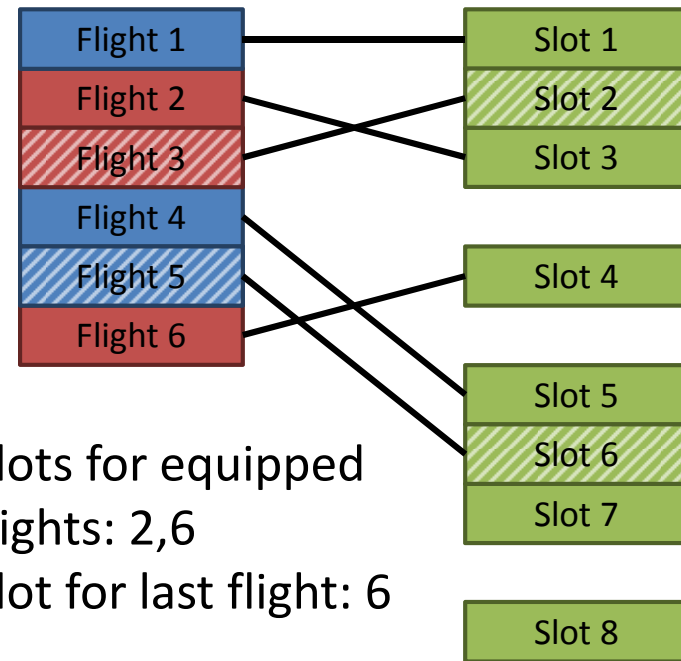 Flight 1
Flight 2
Flight 3
Flight 4
Flight 5
Flight 6
Slot 1
Slot 2
Slot 3
Slot 4
Slot 5
Slot 6
Slot 7
Slot 8
lots for equipped
ights: 2,6
lot for last flight: 6